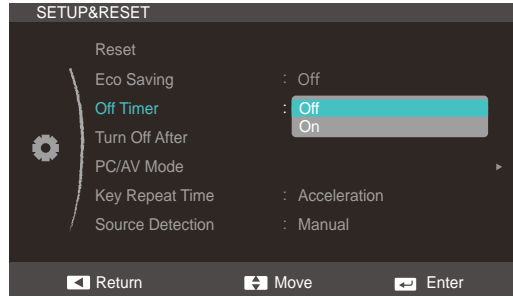 SETUP&RESET
Reset
Eco Saving : Off
Off Timer : Off
On
Turn Off After
PC/AV Mode
Key Repeat Time : Acceleration
Source Detection : Manual
Return Move Enter